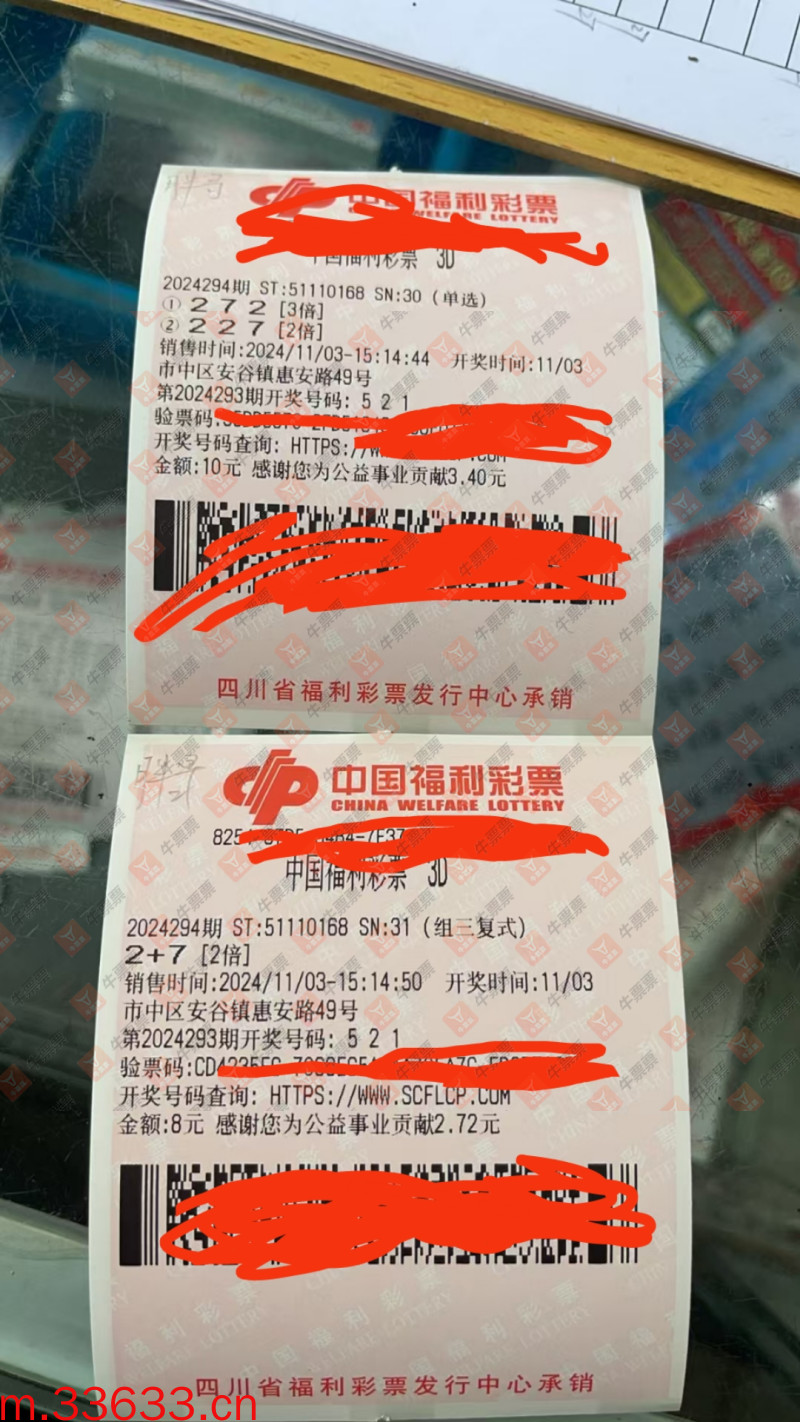 中国福利彩票
WELFARE LOTTERY
中国福利彩票 3D
2024294期 ST:51110168 SN:30 (单选)
① 2 7 2 [3倍]
② 2 2 7 [2倍]
销售时间:2024/11/03-15:14:44 开奖时间:11/03
市中区安谷镇惠安路49号
第2024293期开奖号码: 5 2 1
验票码:
开奖号码查询: HTTPS://W .COM
金额:10元 感谢您为公益事业贡献3.40元
四川省福利彩票发行中心承销
中国福利彩票
CHINA WELFARE LOTTERY
中国福利彩票 3D
2024294期 ST:51110168 SN:31 (组三复式)
2+7 [2倍]
销售时间:2024/11/03-15:14:50 开奖时间:11/03
市中区安谷镇惠安路49号
第2024293期开奖号码: 5 2 1
验票码:
开奖号码查询: HTTPS://WWW.SCFLCP.COM
金额:8元 感谢您为公益事业贡献2.72元
四川省福利彩票发行中心承销
m.33633.cn
牛票票